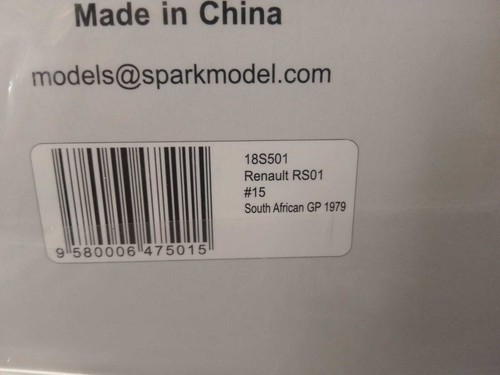 Made in China
models@sparkmodel.com
18S501
Renault RS01
#15
South African GP 1979
9 580006 475015